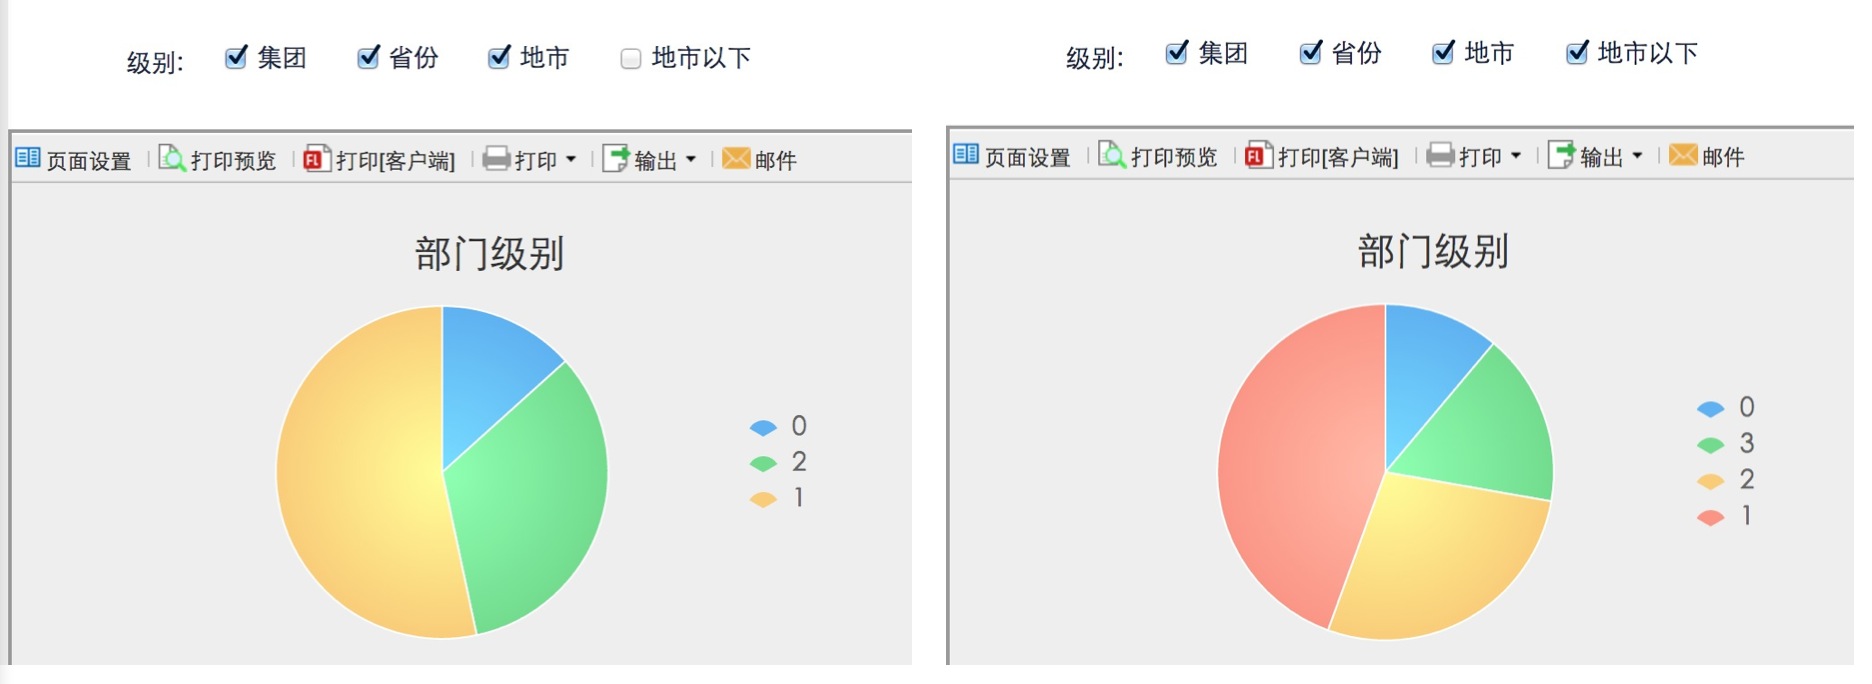 级别: 集团 省份 地市 地市以下
页面设置 打印预览 打印[客户端] 打印 输出 邮件
部门级别
0
2
1
级别: 集团 省份 地市 地市以下
页面设置 打印预览 打印[客户端] 打印 输出 邮件
部门级别
0
3
2
1